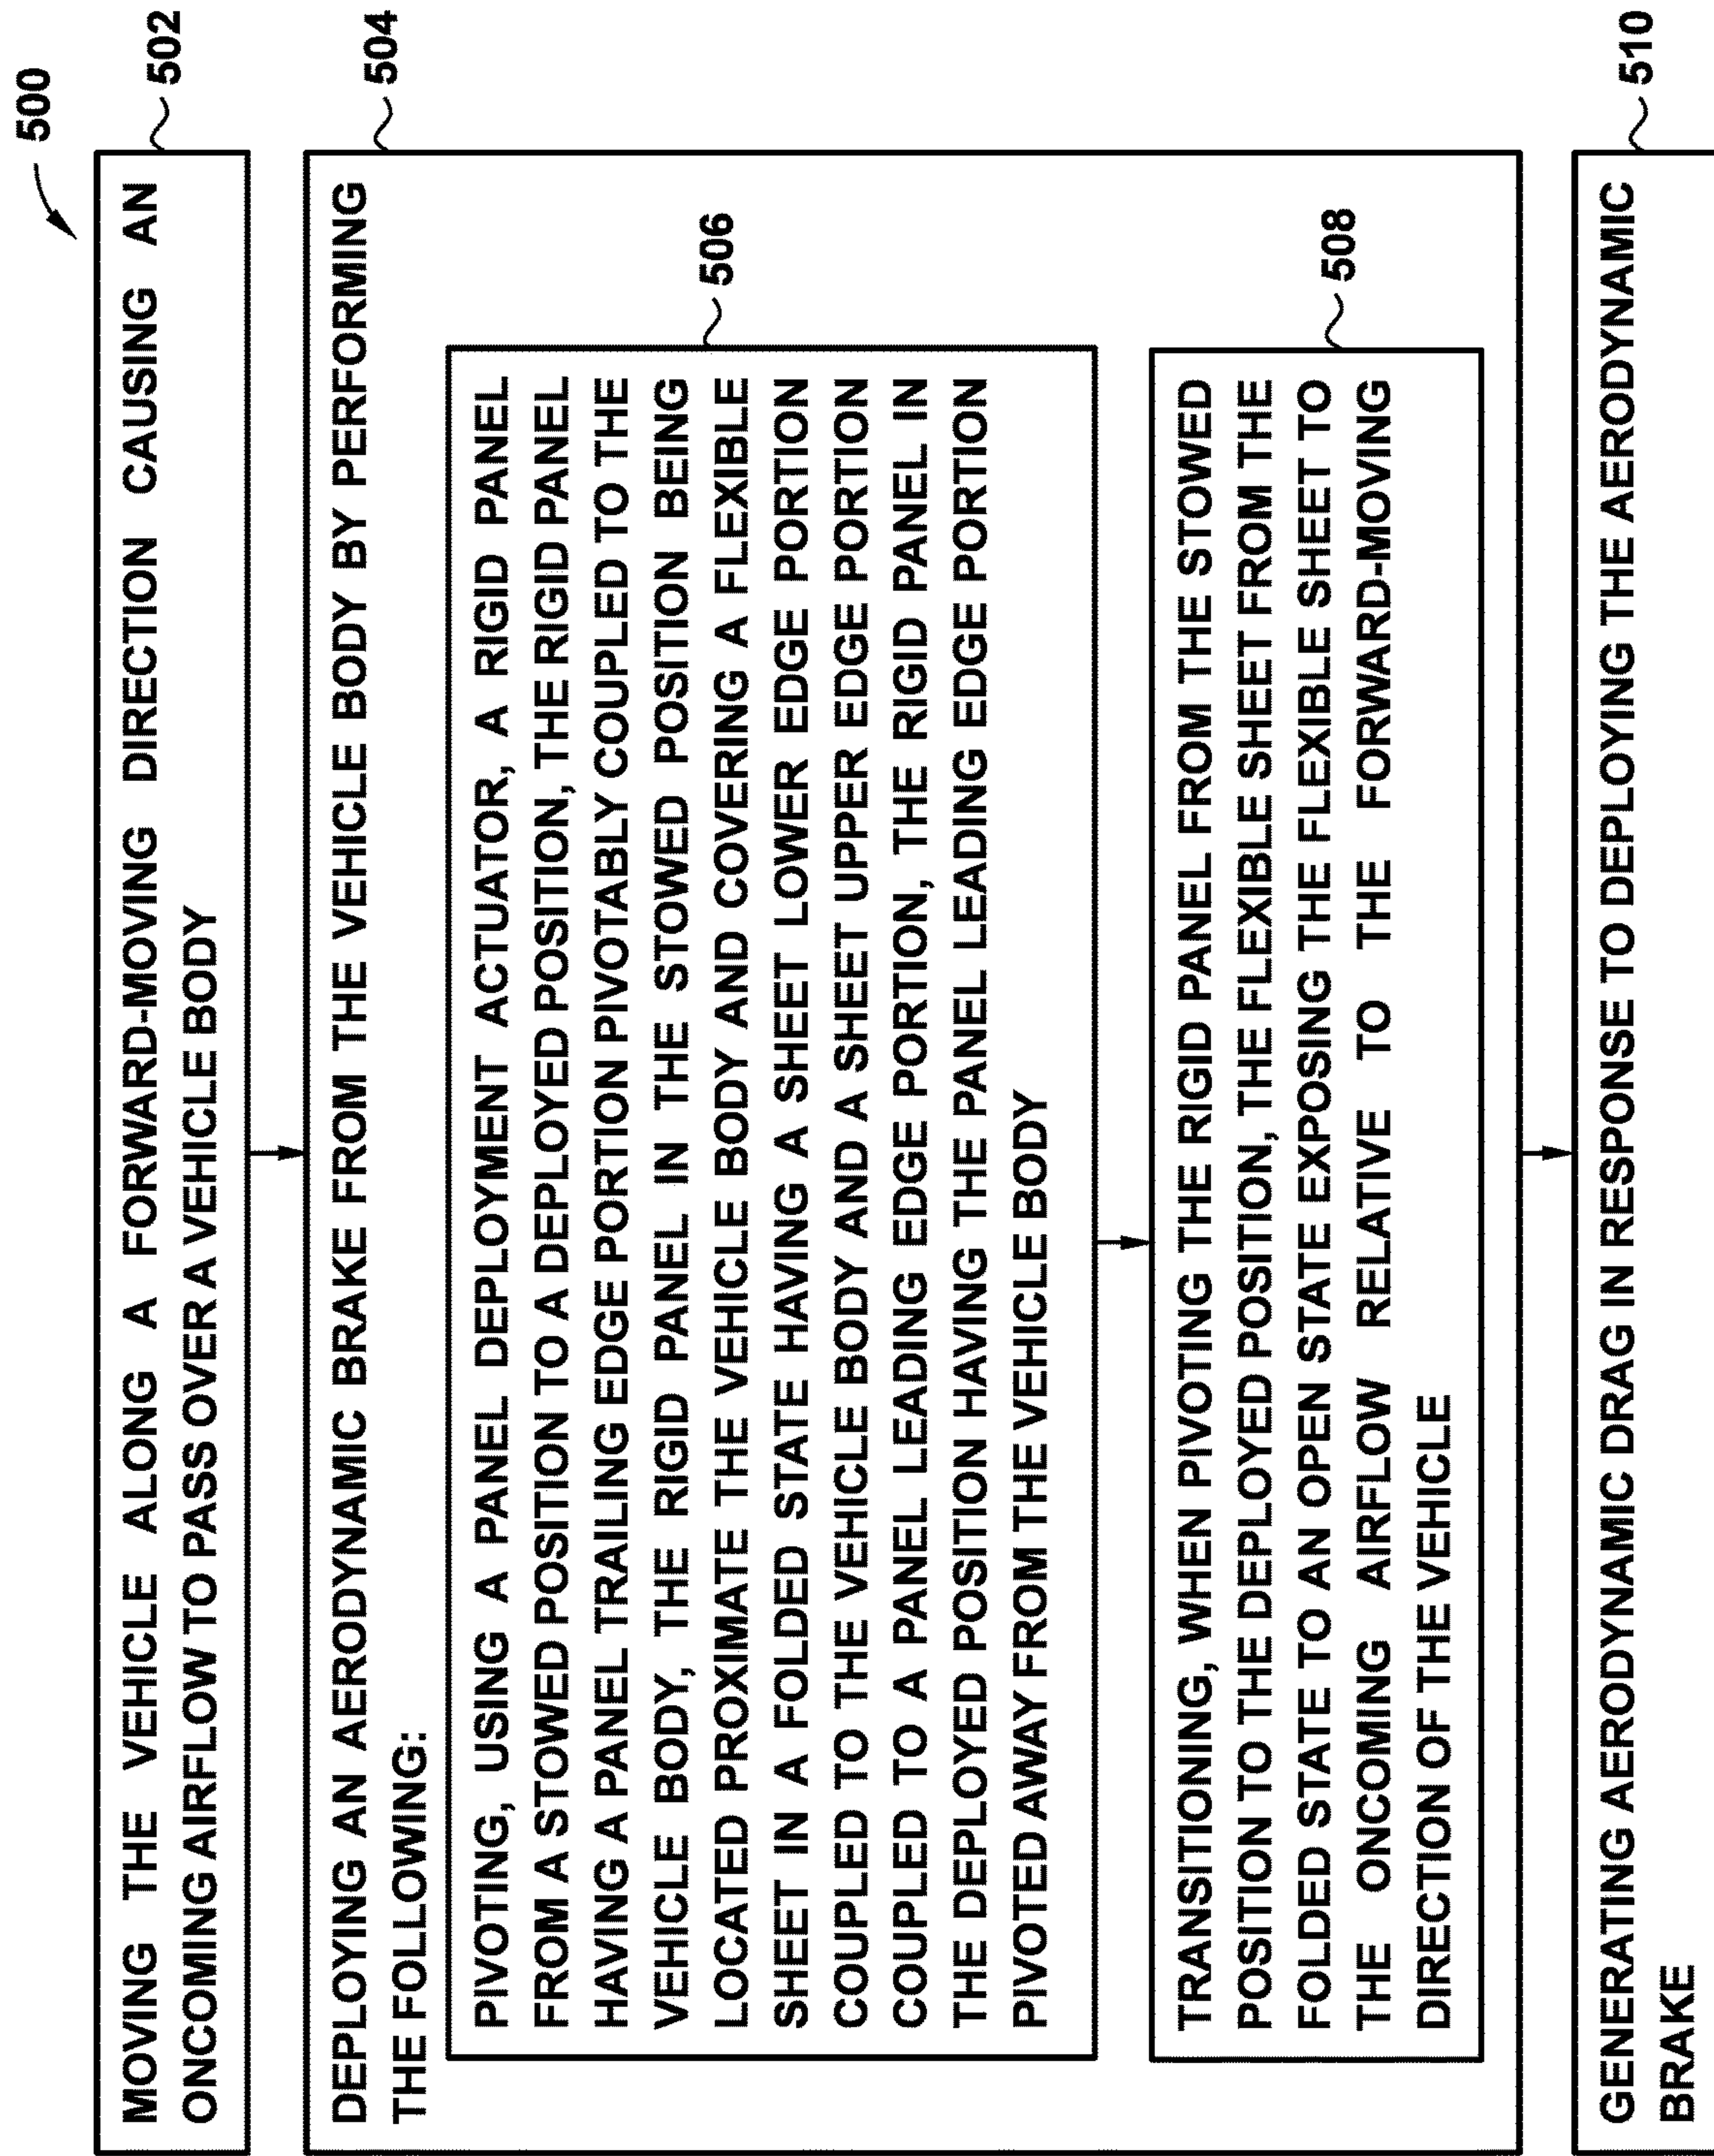 500
MOVING THE VEHICLE ALONG A FORWARD-MOVING DIRECTION CAUSING AN
ONCOMING AIRFLOW TO PASS OVER A VEHICLE BODY
502
DEPLOYING AN AERODYNAMIC BRAKE FROM THE VEHICLE BODY BY PERFORMING
THE FOLLOWING:
504
PIVOTING, USING A PANEL DEPLOYMENT ACTUATOR, A RIGID PANEL
FROM A STOWED POSITION TO A DEPLOYED POSITION, THE RIGID PANEL
HAVING A PANEL TRAILING EDGE PORTION PIVOTABLY COUPLED TO THE
VEHICLE BODY, THE RIGID PANEL IN THE STOWED POSITION BEING
LOCATED PROXIMATE THE VEHICLE BODY AND COVERING A FLEXIBLE
SHEET IN A FOLDED STATE HAVING A SHEET LOWER EDGE PORTION
COUPLED TO THE VEHICLE BODY AND A SHEET UPPER EDGE PORTION
COUPLED TO A PANEL LEADING EDGE PORTION, THE RIGID PANEL IN
THE DEPLOYED POSITION HAVING THE PANEL LEADING EDGE PORTION
PIVOTED AWAY FROM THE VEHICLE BODY
506
TRANSITIONING, WHEN PIVOTING THE RIGID PANEL FROM THE STOWED
POSITION TO THE DEPLOYED POSITION, THE FLEXIBLE SHEET FROM THE
FOLDED STATE TO AN OPEN STATE EXPOSING THE FLEXIBLE SHEET TO
THE ONCOMING AIRFLOW RELATIVE TO THE FORWARD-MOVING
DIRECTION OF THE VEHICLE
508
GENERATING AERODYNAMIC DRAG IN RESPONSE TO DEPLOYING THE AERODYNAMIC
BRAKE
510